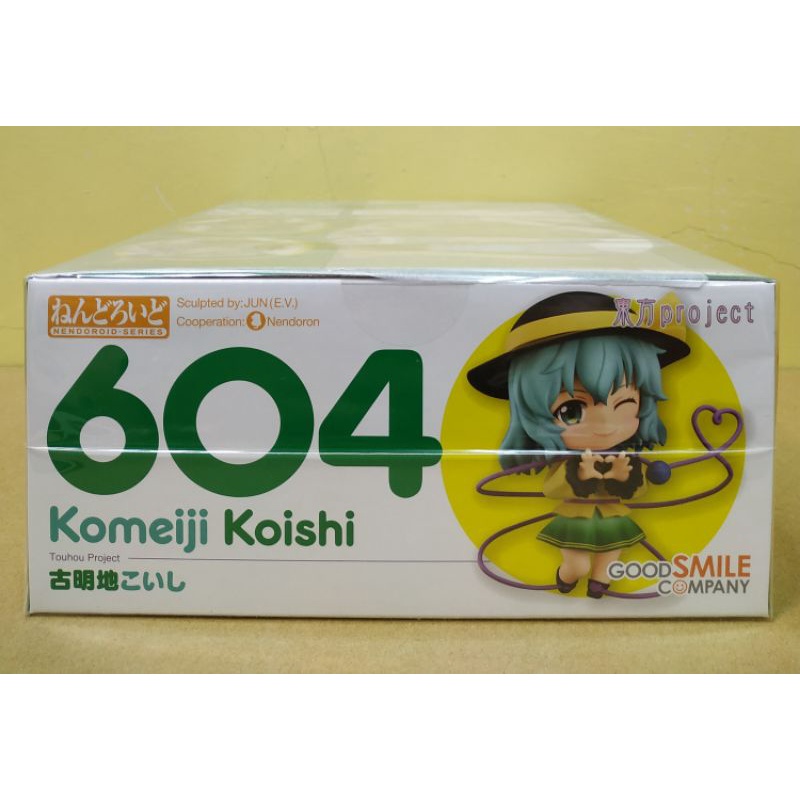 ねんどろいど
NENDOROID-SERIES
Sculpted by:JUN(E.V.)
Cooperation: Nendoron
東方project
604
Komeiji Koishi
Touhou Project
古明地こいし
GOODSMILE
COMPANY